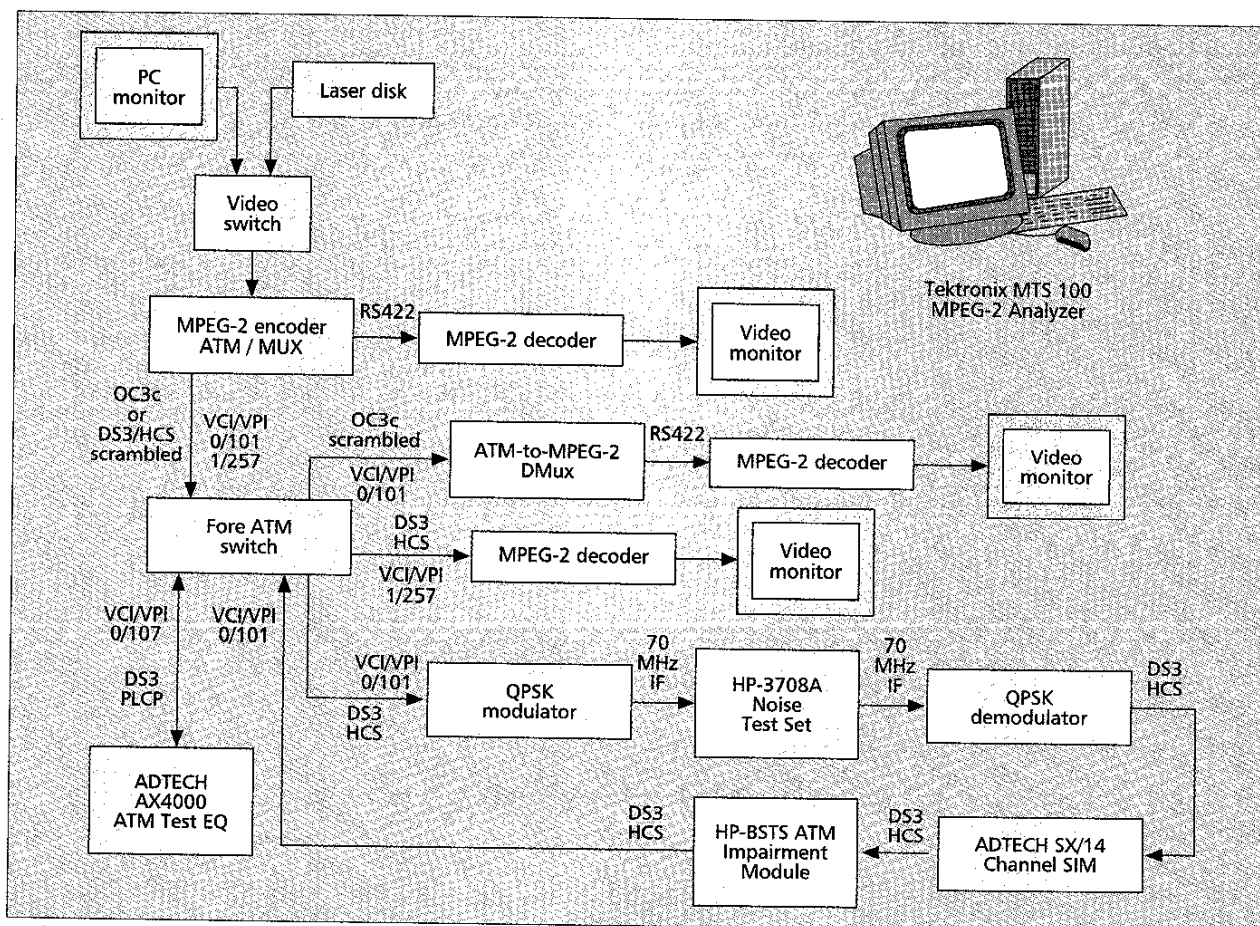 PC
monitor
Laser disk
Video
switch
Tektronix MTS 100
MPEG-2 Analyzer
MPEG-2 encoder
ATM / MUX
RS422
MPEG-2 decoder
Video
monitor
OC3c
or
DS3/HCS
scrambled
VCI/VPI
0/101
1/257
OC3c
scrambled
VCI/VPI
0/101
ATM-to-MPEG-2
DMux
RS422
MPEG-2 decoder
Video
monitor
Fore ATM
switch
DS3
HCS
VCI/VPI
1/257
MPEG-2 decoder
Video
monitor
VCI/VPI
0/107
DS3
PLCP
VCI/VPI
0/101
VCI/VPI
0/101
DS3
HCS
QPSK
modulator
70
MHz
IF
HP-3708A
Noise
Test Set
70
MHz
IF
QPSK
demodulator
DS3
HCS
ADTECH
AX4000
ATM Test EQ
DS3
HCS
HP-BSTS ATM
Impairment
Module
DS3
HCS
ADTECH SX/14
Channel SIM